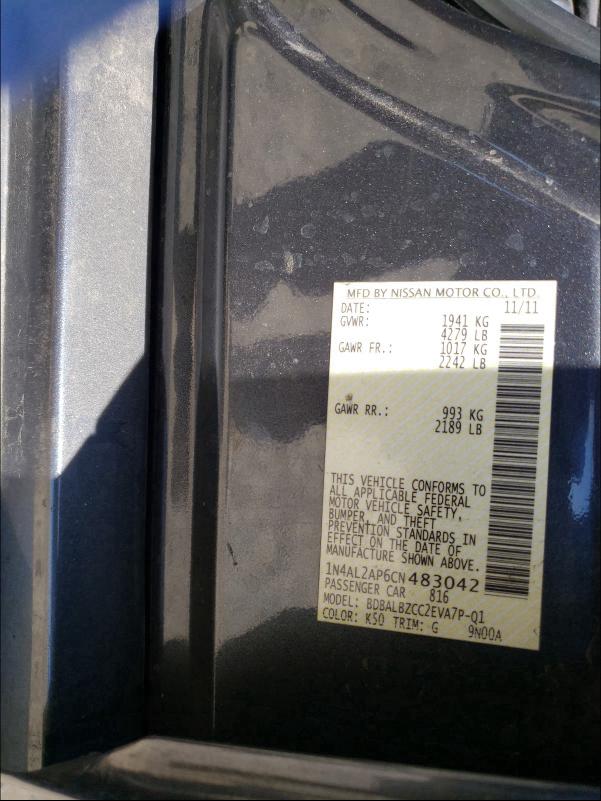 MFD BY NISSAN MOTOR CO., LTD.
DATE: 11/11
GVWR: 1941 KG
4279 LB
GAWR FR.: 1017 KG
2242 LB
GAWR RR.: 993 KG
2189 LB
THIS VEHICLE CONFORMS TO
ALL APPLICABLE FEDERAL
MOTOR VEHICLE SAFETY,
BUMPER, AND THEFT
PREVENTION STANDARDS IN
EFFECT ON THE DATE OF
MANUFACTURE SHOWN ABOVE.
1N4AL2AP6CN483042
PASSENGER CAR 816
MODEL: BDBALBZCC2EVA7P-Q1
COLOR: K50 TRIM: G 9N00A